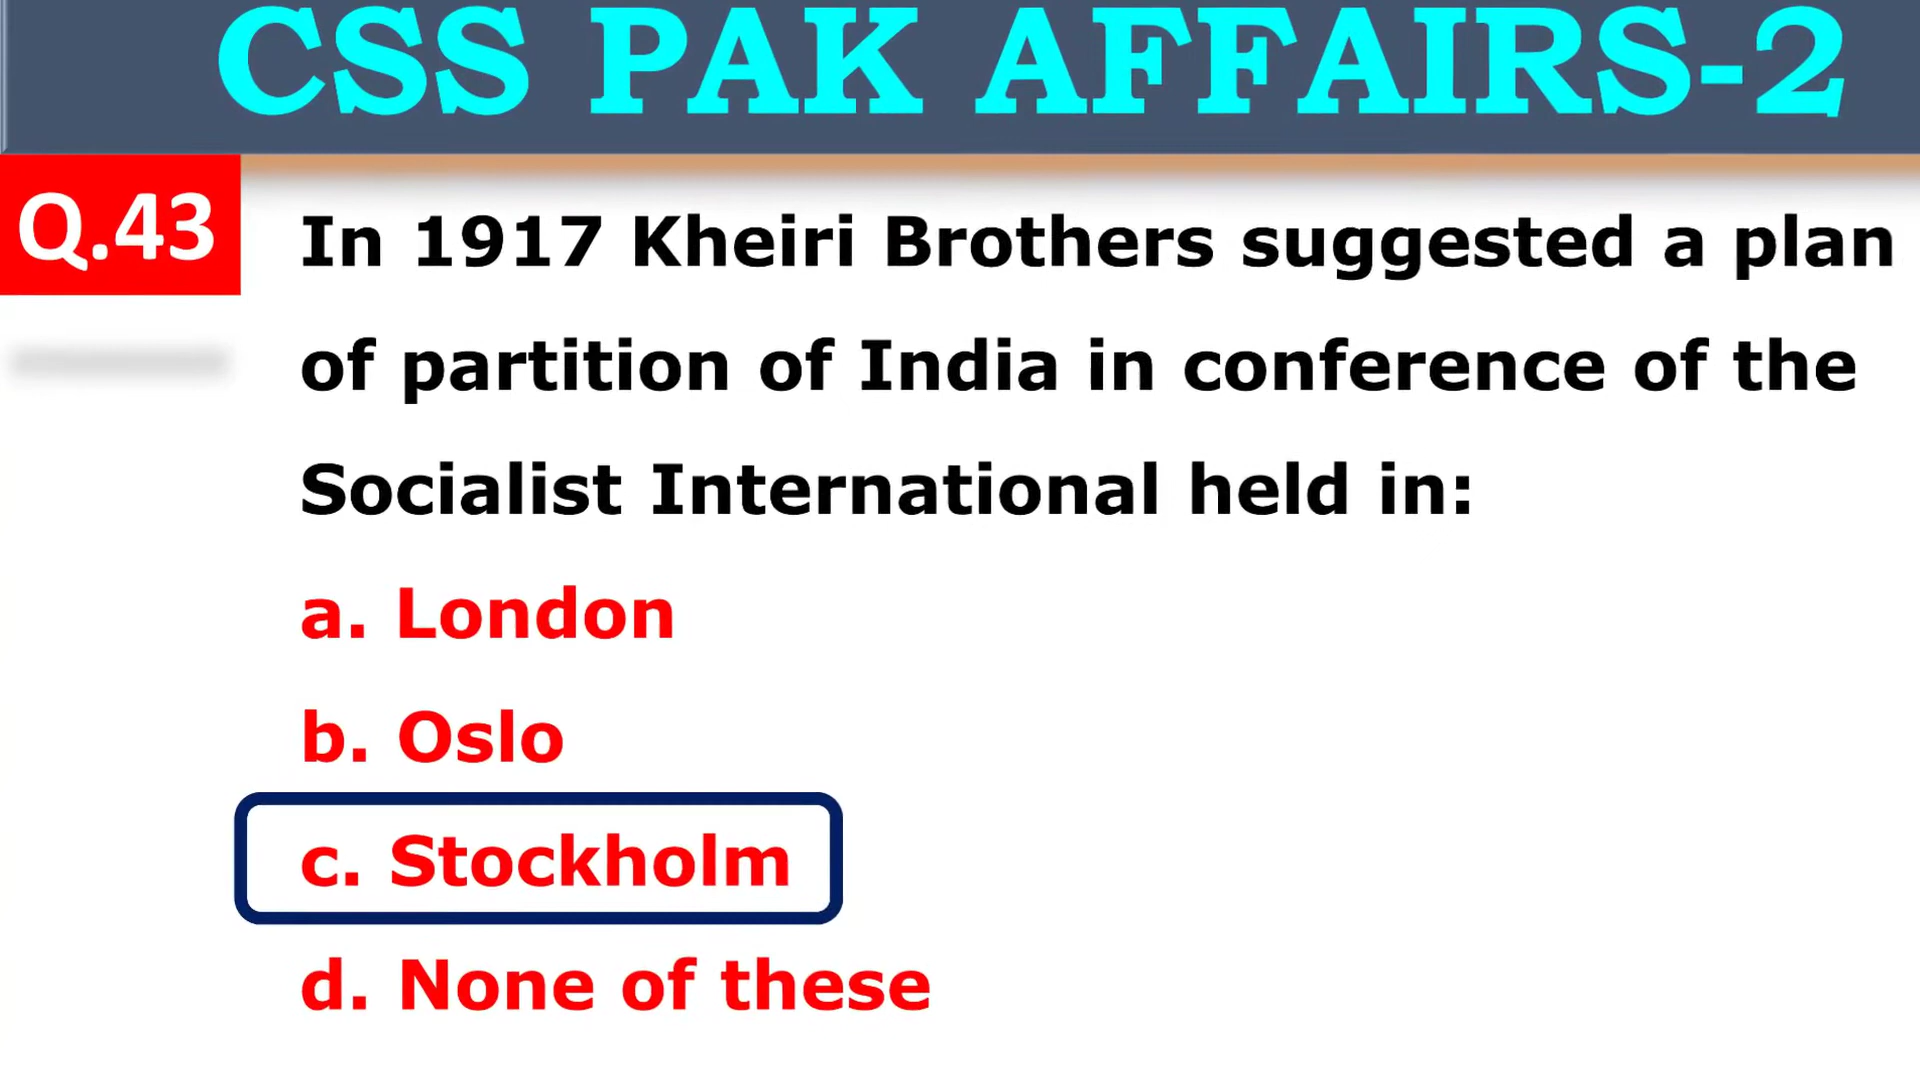 CSS PAK AFFAIRS-2
Q.43
In 1917 Kheiri Brothers suggested a plan
of partition of India in conference of the
Socialist International held in:
a. London
b. Oslo
c. Stockholm
d. None of these